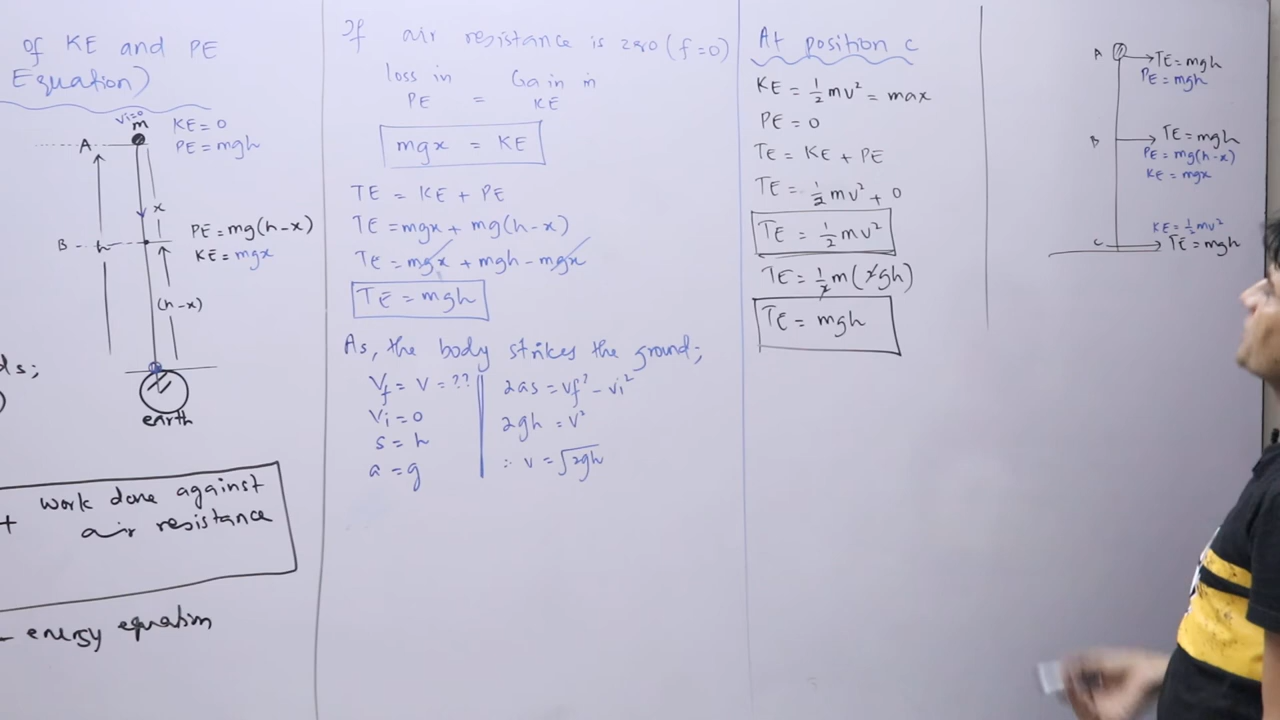 of KE and PE
Equation)
Vi=0
m
KE = 0
PE = mgh
A
x
B
h
PE = mg(h-x)
KE = mgx
(h-x)
ds;
earth
+ work done against
air resistance
energy equation
If air resistance is zero (f=0)
loss in Gain in
PE = KE
mgx = KE
TE = KE + PE
TE = mgx + mg(h-x)
TE = mgx + mgh - mgx
TE = mgh
As, the body strikes the ground;
Vf = V = ??
Vi = 0
s = h
a = g
2as = vf² - vi²
2gh = v²
∴ v = √2gh
At position c
KE = ½mv² = max
PE = 0
TE = KE + PE
TE = ½mv² + 0
TE = ½mv²
TE = ½m(2gh)
TE = mgh
A TE = mgh
PE = mgh
B TE = mgh
PE = mg(h-x)
KE = mgx
KE = ½mv²
C TE = mgh